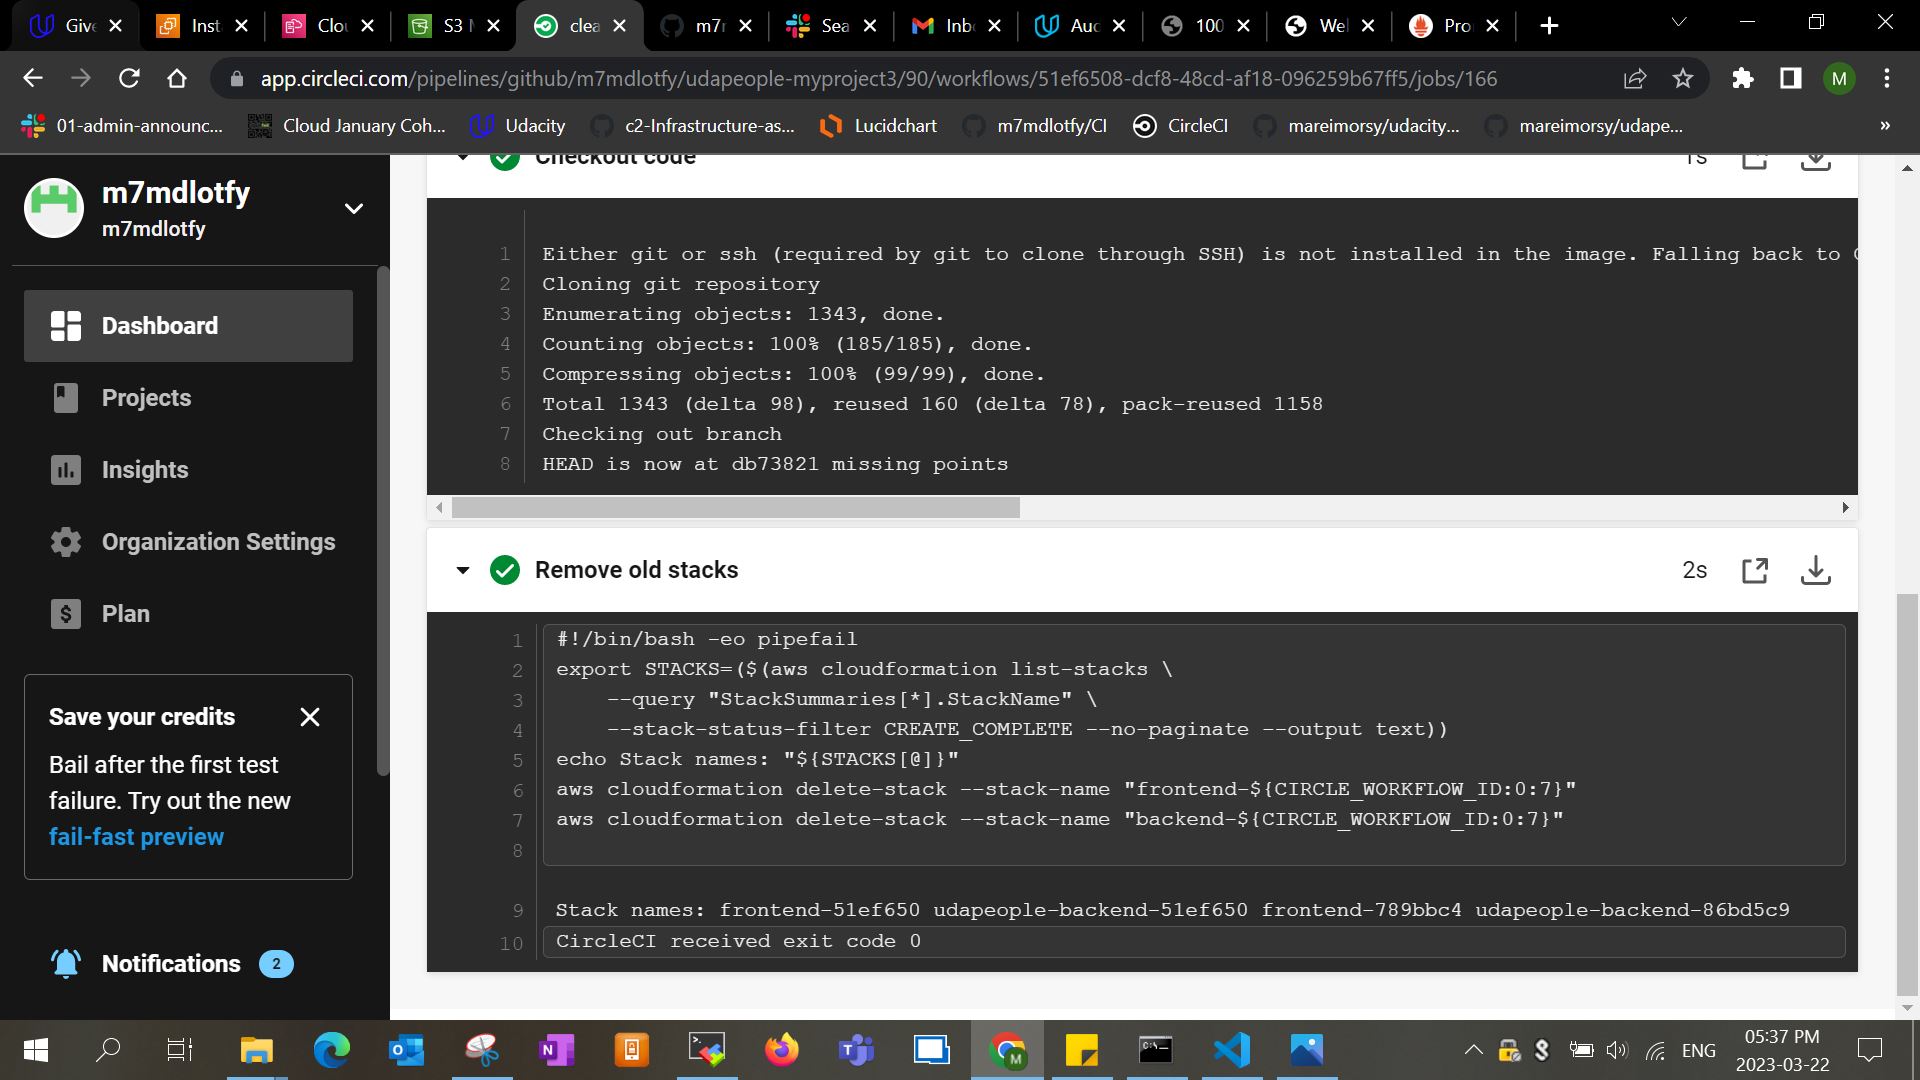 Give
Inst
Clou
S3 M
clea
m7m
Sea
Inb
Auc
100
Wel
Pro
app.circleci.com/pipelines/github/m7mdlotfy/udapeople-myproject3/90/workflows/51ef6508-dcf8-48cd-af18-096259b67ff5/jobs/166
M
01-admin-announc...
Cloud January Coh...
Udacity
c2-Infrastructure-as...
Lucidchart
m7mdlotfy/CI
CircleCI
mareimorsy/udacity...
mareimorsy/udape...
»
m7mdlotfy
m7mdlotfy
Dashboard
Projects
Insights
Organization Settings
Plan
Save your credits
Bail after the first test
failure. Try out the new
fail-fast preview
Notifications 2
Checkout code 1s
1 Either git or ssh (required by git to clone through SSH) is not installed in the image. Falling back to
2 Cloning git repository
3 Enumerating objects: 1343, done.
4 Counting objects: 100% (185/185), done.
5 Compressing objects: 100% (99/99), done.
6 Total 1343 (delta 98), reused 160 (delta 78), pack-reused 1158
7 Checking out branch
8 HEAD is now at db73821 missing points
Remove old stacks 2s
1 #!/bin/bash -eo pipefail
2 export STACKS=($(aws cloudformation list-stacks \
3 --query "StackSummaries[*].StackName" \
4 --stack-status-filter CREATE_COMPLETE --no-paginate --output text))
5 echo Stack names: "${STACKS[@]}"
6 aws cloudformation delete-stack --stack-name "frontend-${CIRCLE_WORKFLOW_ID:0:7}"
7 aws cloudformation delete-stack --stack-name "backend-${CIRCLE_WORKFLOW_ID:0:7}"
8
9 Stack names: frontend-51ef650 udapeople-backend-51ef650 frontend-789bbc4 udapeople-backend-86bd5c9
10 CircleCI received exit code 0
ENG
05:37 PM
2023-03-22